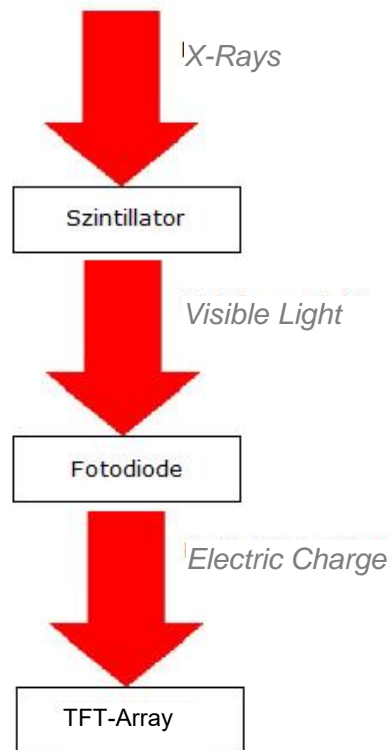 X-Rays
Szintillator
Visible Light
Fotodiode
Electric Charge
TFT-Array